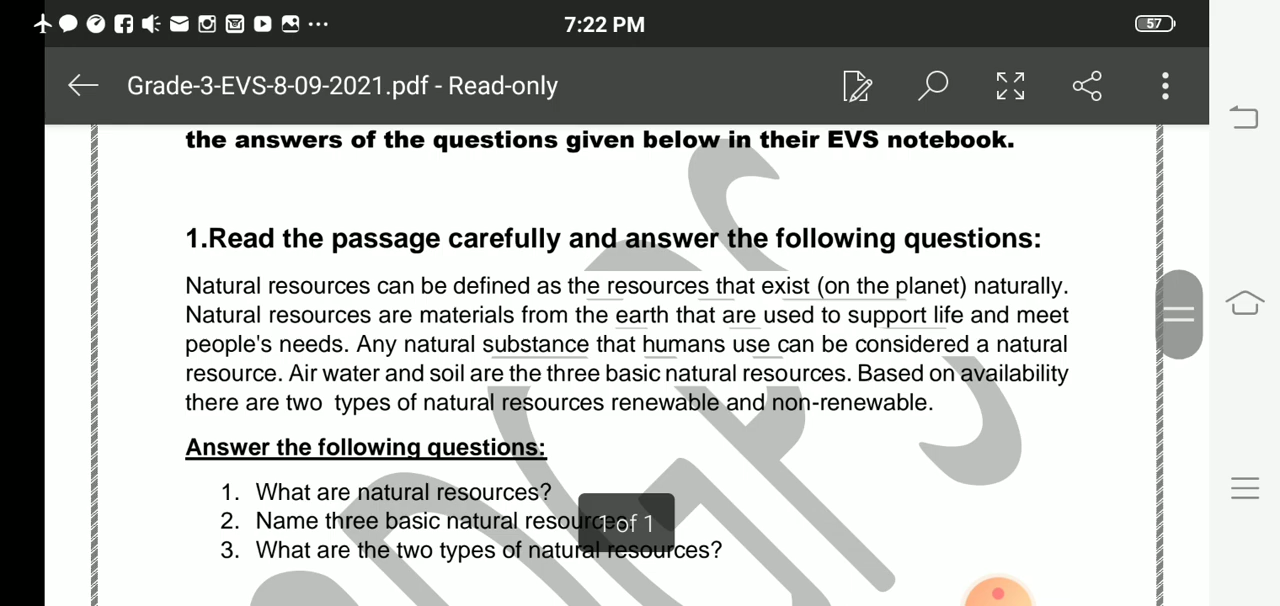 7:22 PM
57
Grade-3-EVS-8-09-2021.pdf - Read-only
the answers of the questions given below in their EVS notebook.
1.Read the passage carefully and answer the following questions:
Natural resources can be defined as the resources that exist (on the planet) naturally.
Natural resources are materials from the earth that are used to support life and meet
people's needs. Any natural substance that humans use can be considered a natural
resource. Air water and soil are the three basic natural resources. Based on availability
there are two types of natural resources renewable and non-renewable.
Answer the following questions:
1. What are natural resources?
2. Name three basic natural resources
1 of 1
3. What are the two types of natural resources?